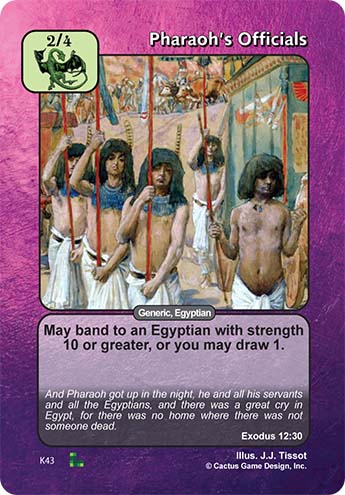 2/4
Pharaoh's Officials
Generic, Egyptian
May band to an Egyptian with strength
10 or greater, or you may draw 1.
And Pharaoh got up in the night, he and all his servants
and all the Egyptians, and there was a great cry in
Egypt, for there was no home where there was not
someone dead.
Exodus 12:30
K43
Illus. J.J. Tissot
© Cactus Game Design, Inc.